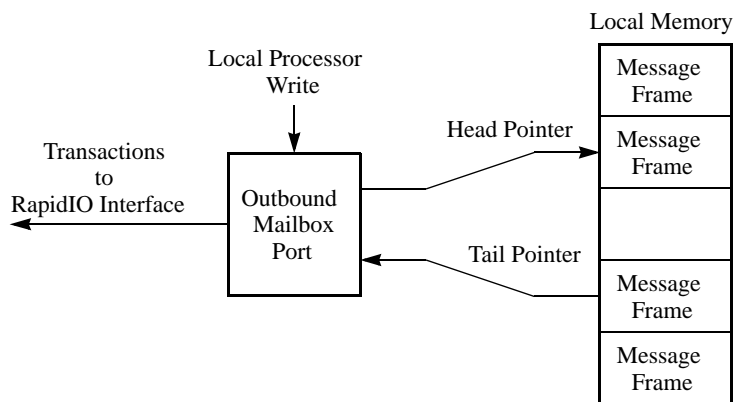 Local Memory
Local Processor
Write
Message
Frame
Head Pointer
Message
Frame
Transactions
to
RapidIO Interface
Outbound
Mailbox
Port
Tail Pointer
Message
Frame
Message
Frame